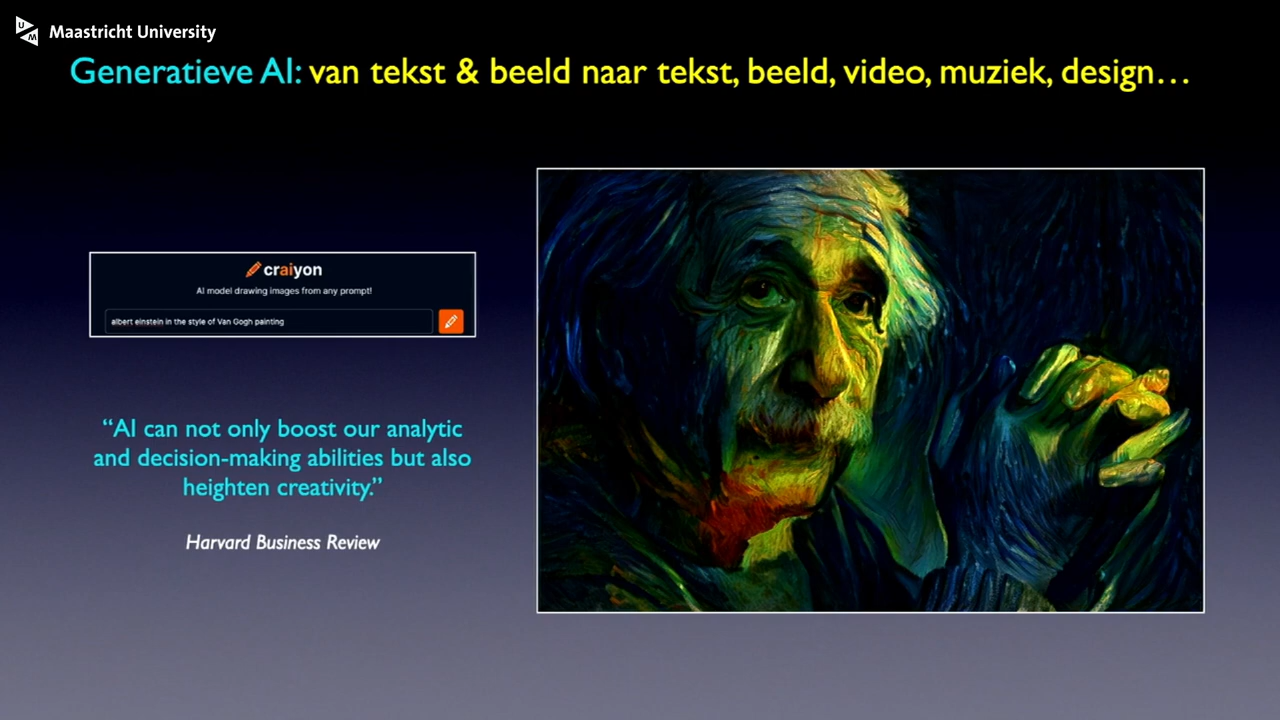 UM Maastricht University
Generatieve AI: van tekst & beeld naar tekst, beeld, video, muziek, design…
craiyon
AI model drawing images from any prompt!
albert einstein in the style of Van Gogh painting
“AI can not only boost our analytic
and decision-making abilities but also
heighten creativity.”
Harvard Business Review